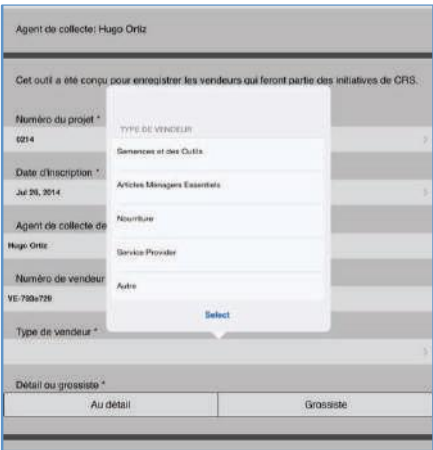 Agent de collecte: Hugo Ortiz
Cet outil a été conçu pour enregistrer les vendeurs qui feront partie des initiatives de CRS.
Numéro du projet *
0214
Date d'Inscription *
Jul 26, 2014
Agent de collecte de
Hugo Ortiz
Numéro de vendeur
Type de vendeur *
Détail ou grossiste *
Au détail
Grossiste
TYPE DE VENDEUR
Semences et des Outils
Articles Ménagers Essentiels
Nourriture
Service Provider
Autre
Select